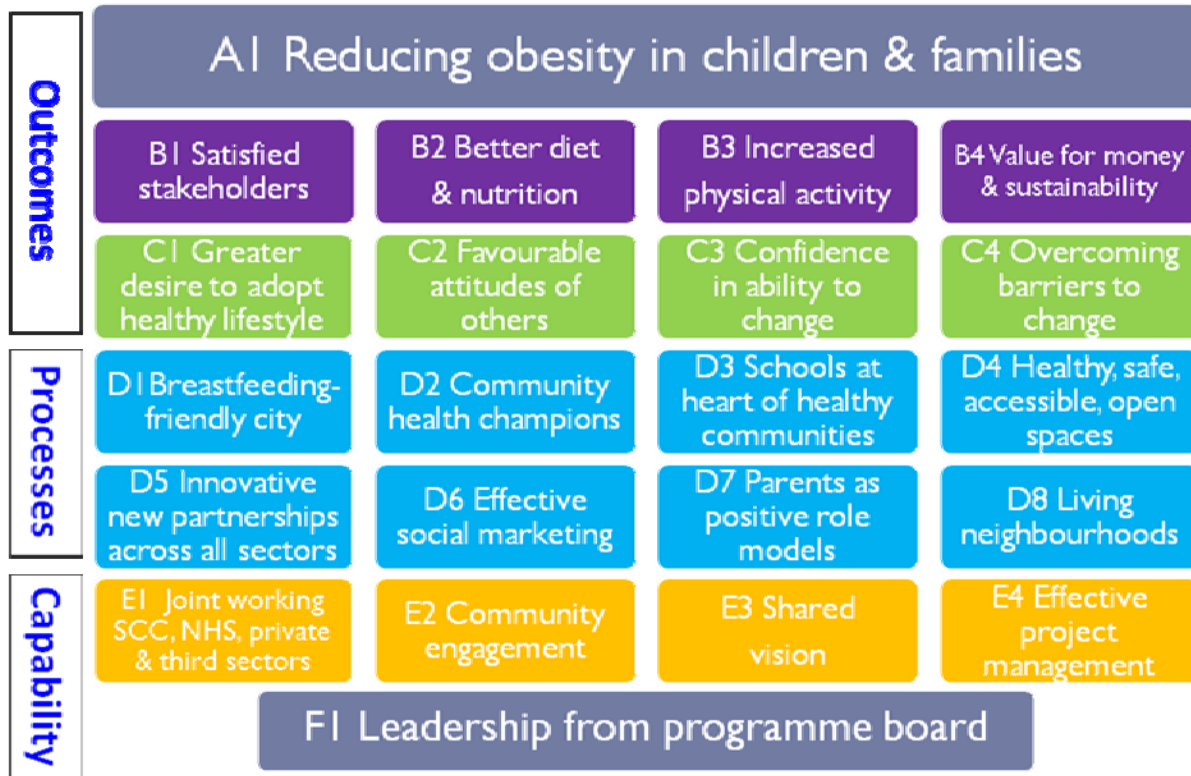 Outcomes
A1 Reducing obesity in children & families
B1 Satisfied
stakeholders
B2 Better diet
& nutrition
B3 Increased
physical activity
B4 Value for money
& sustainability
C1 Greater
desire to adopt
healthy lifestyle
C2 Favourable
attitudes of
others
C3 Confidence
in ability to
change
C4 Overcoming
barriers to
change
Processes
D1Breastfeeding-
friendly city
D2 Community
health champions
D3 Schools at
heart of healthy
communities
D4 Healthy, safe,
accessible, open
spaces
D5 Innovative
new partnerships
across all sectors
D6 Effective
social marketing
D7 Parents as
positive role
models
D8 Living
neighbourhoods
Capability
E1 Joint working
SCC, NHS, private
& third sectors
E2 Community
engagement
E3 Shared
vision
E4 Effective
project
management
F1 Leadership from programme board